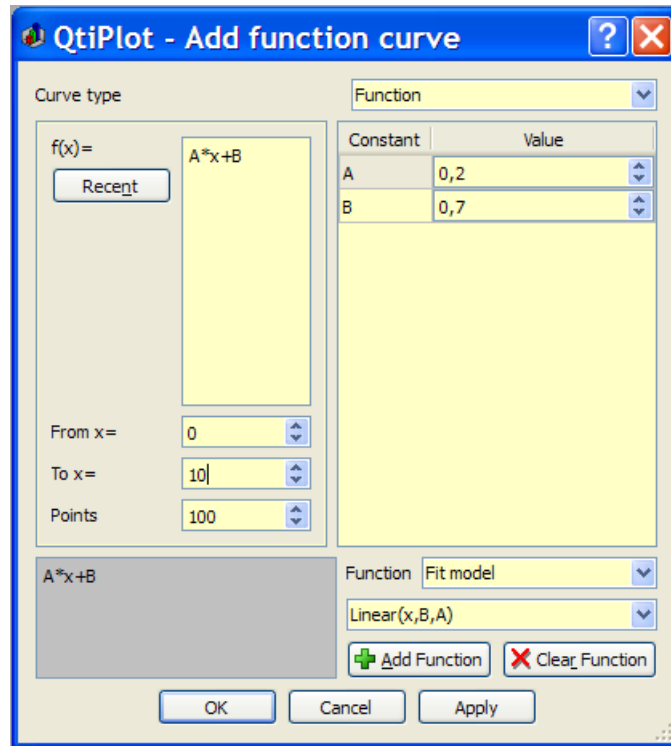 QtiPlot - Add function curve ?
Curve type Function
f(x)=
Recent
A*x+B
Constant Value
A 0,2
B 0,7
From x= 0
To x= 10
Points 100
A*x+B
Function Fit model
Linear(x,B,A)
Add Function Clear Function
OK Cancel Apply